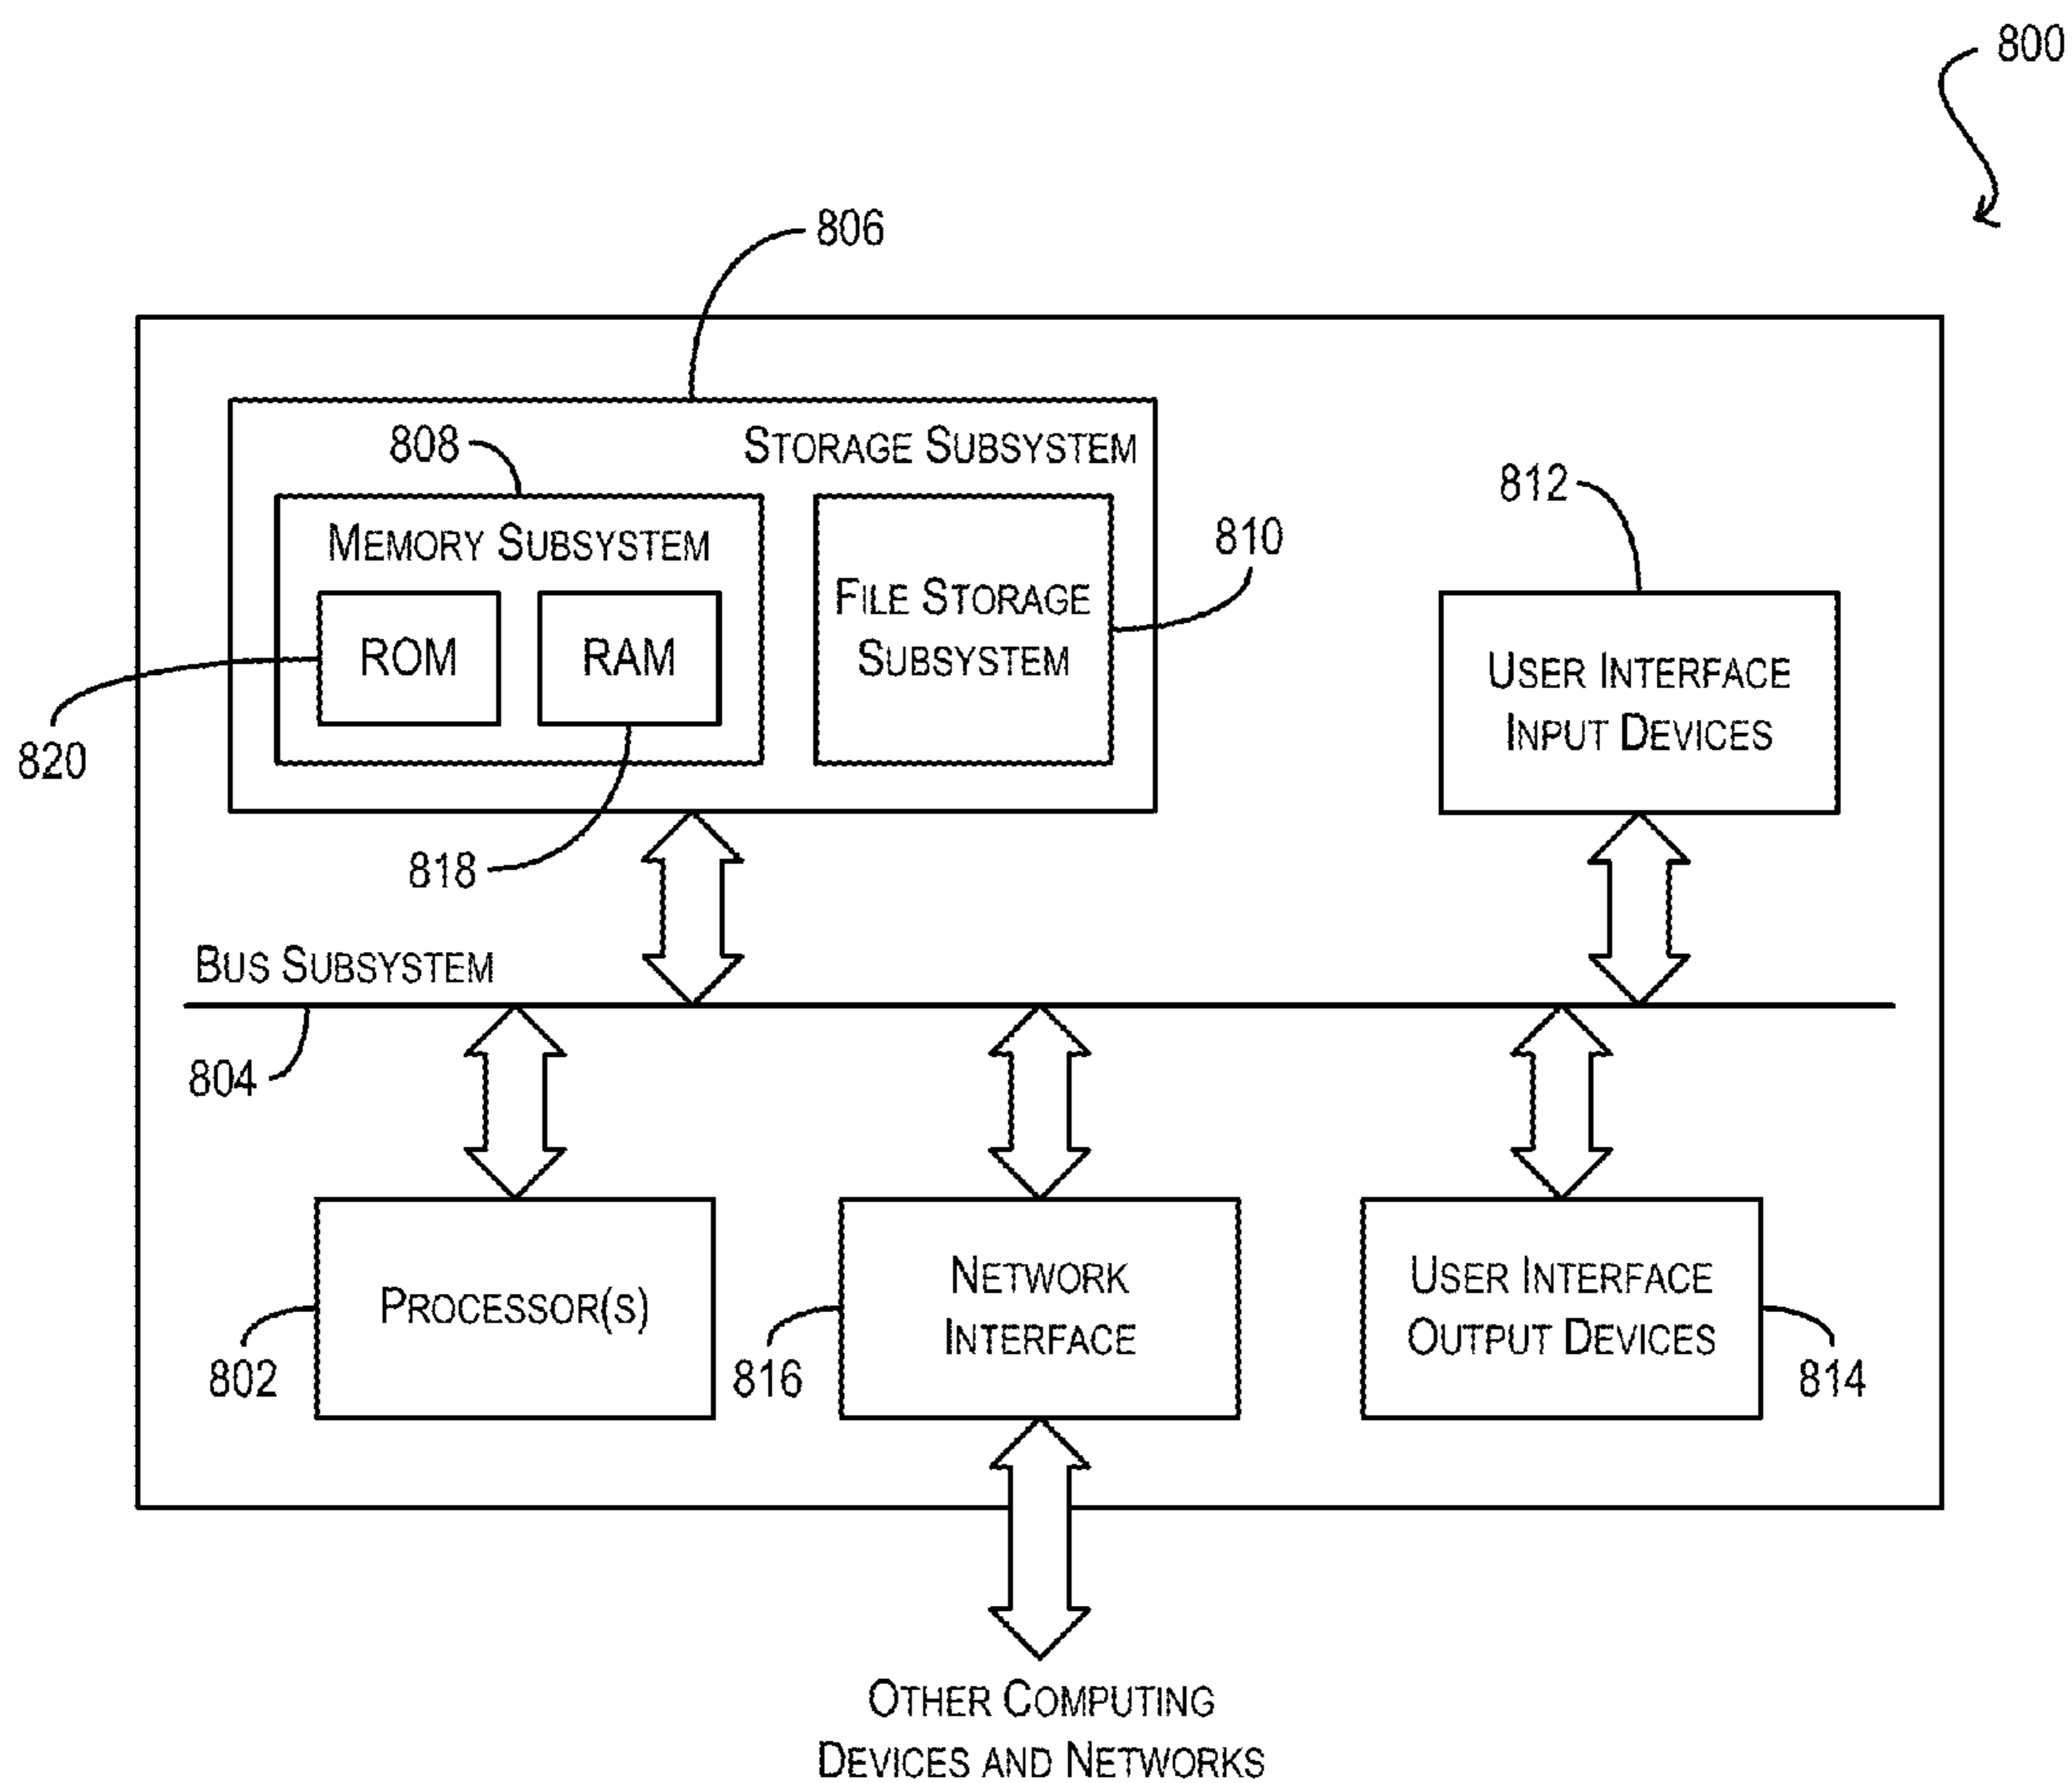 800
806
808
STORAGE SUBSYSTEM
812
MEMORY SUBSYSTEM
810
FILE STORAGE
SUBSYSTEM
ROM
RAM
USER INTERFACE
INPUT DEVICES
820
818
BUS SUBSYSTEM
804
PROCESSOR(S)
NETWORK
INTERFACE
USER INTERFACE
OUTPUT DEVICES
802
816
814
OTHER COMPUTING
DEVICES AND NETWORKS